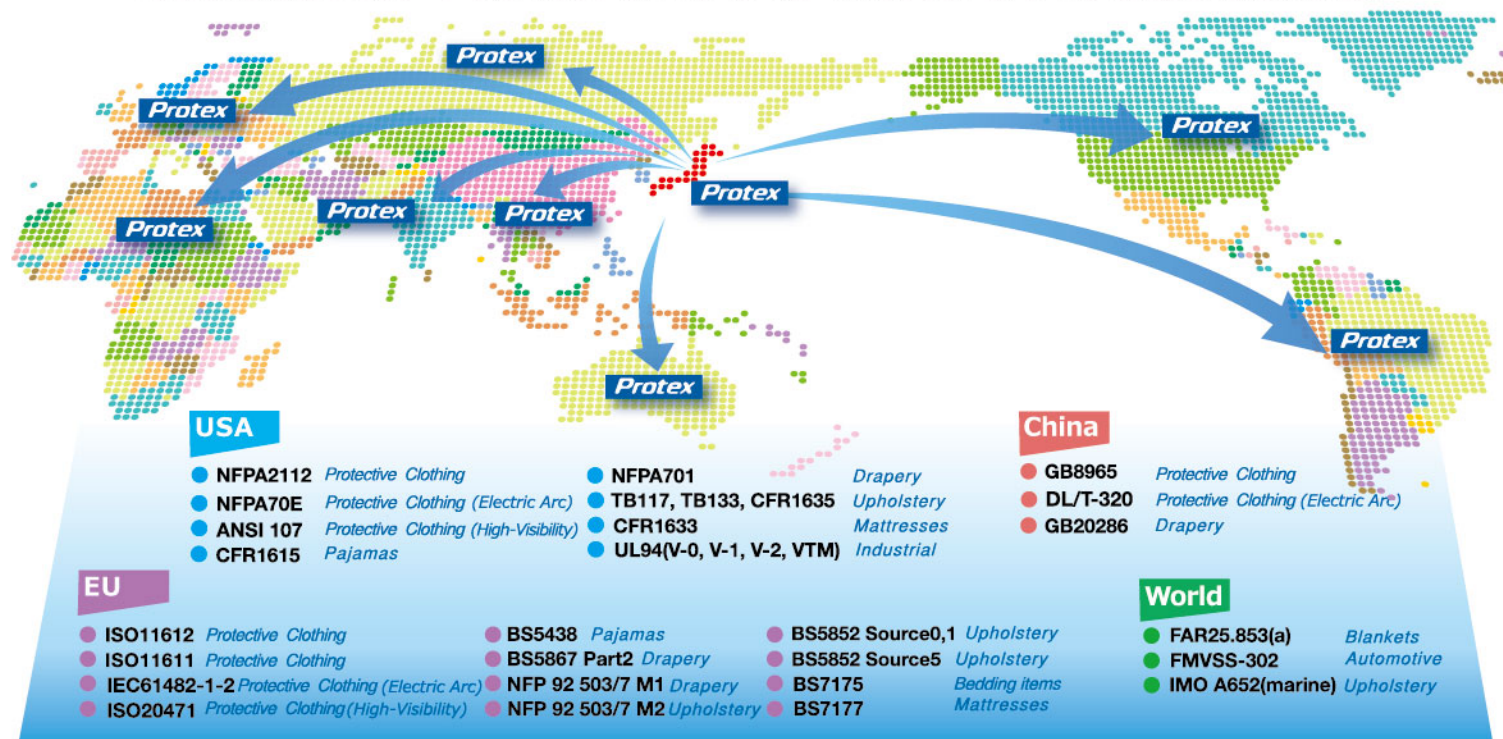 Protex
Protex
Protex
Protex
Protex
Protex
Protex
Protex
Protex
Protex
USA
NFPA2112 Protective Clothing
NFPA70E Protective Clothing (Electric Arc)
ANSI 107 Protective Clothing (High-Visibility)
CFR1615 Pajamas
NFPA701 Drapery
TB117, TB133, CFR1635 Upholstery
CFR1633 Mattresses
UL94(V-0, V-1, V-2, VTM) Industrial
China
GB8965 Protective Clothing
DL/T-320 Protective Clothing (Electric Arc)
GB20286 Drapery
EU
ISO11612 Protective Clothing
ISO11611 Protective Clothing
IEC61482-1-2 Protective Clothing (Electric Arc)
ISO20471 Protective Clothing (High-Visibility)
BS5438 Pajamas
BS5867 Part2 Drapery
NFP 92 503/7 M1 Drapery
NFP 92 503/7 M2 Upholstery
BS5852 Source0,1 Upholstery
BS5852 Source5 Upholstery
BS7175 Bedding items
BS7177 Mattresses
World
FAR25.853(a) Blankets
FMVSS-302 Automotive
IMO A652(marine) Upholstery